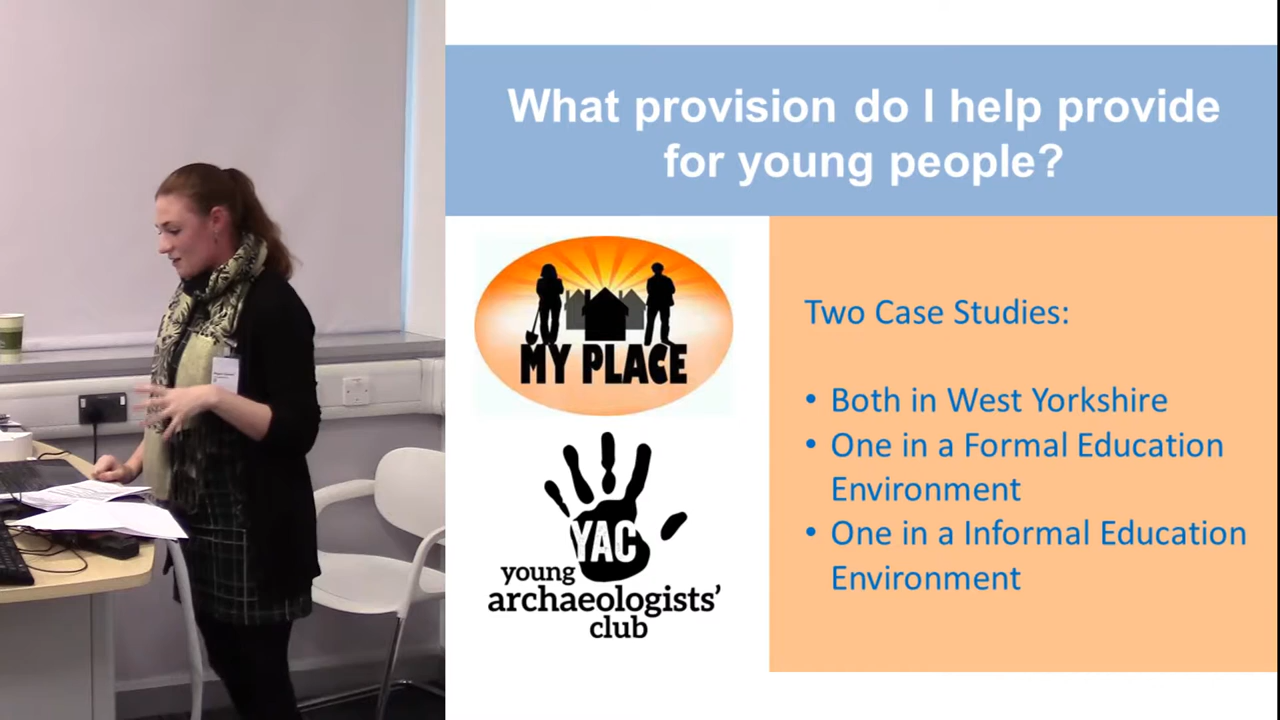 What provision do I help provide
for young people?
MY PLACE
Two Case Studies:
• Both in West Yorkshire
• One in a Formal Education
Environment
• One in a Informal Education
Environment
YAC
young
archaeologists’
club